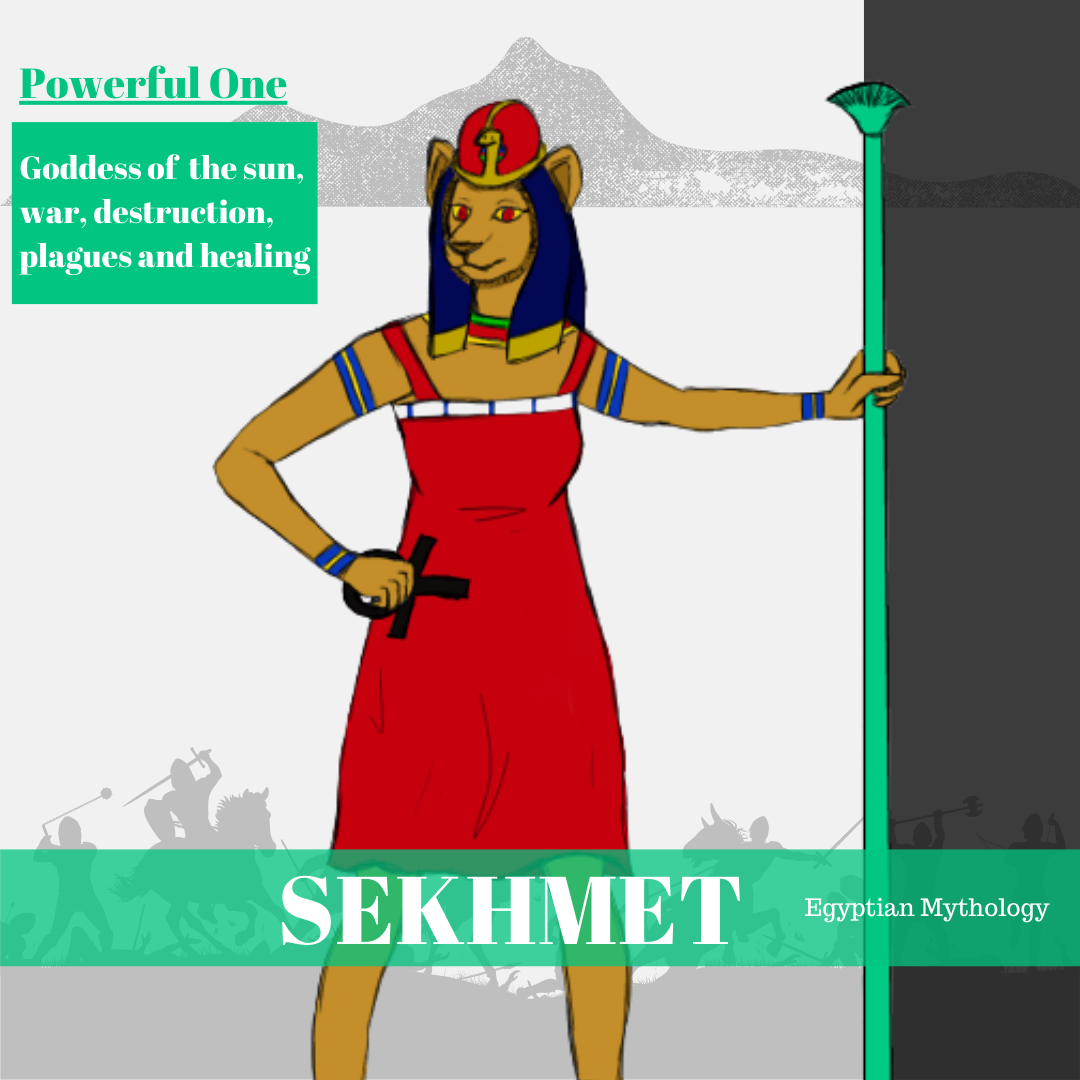 Powerful One
Goddess of the sun,
war, destruction,
plagues and healing
SEKHMET
Egyptian Mythology